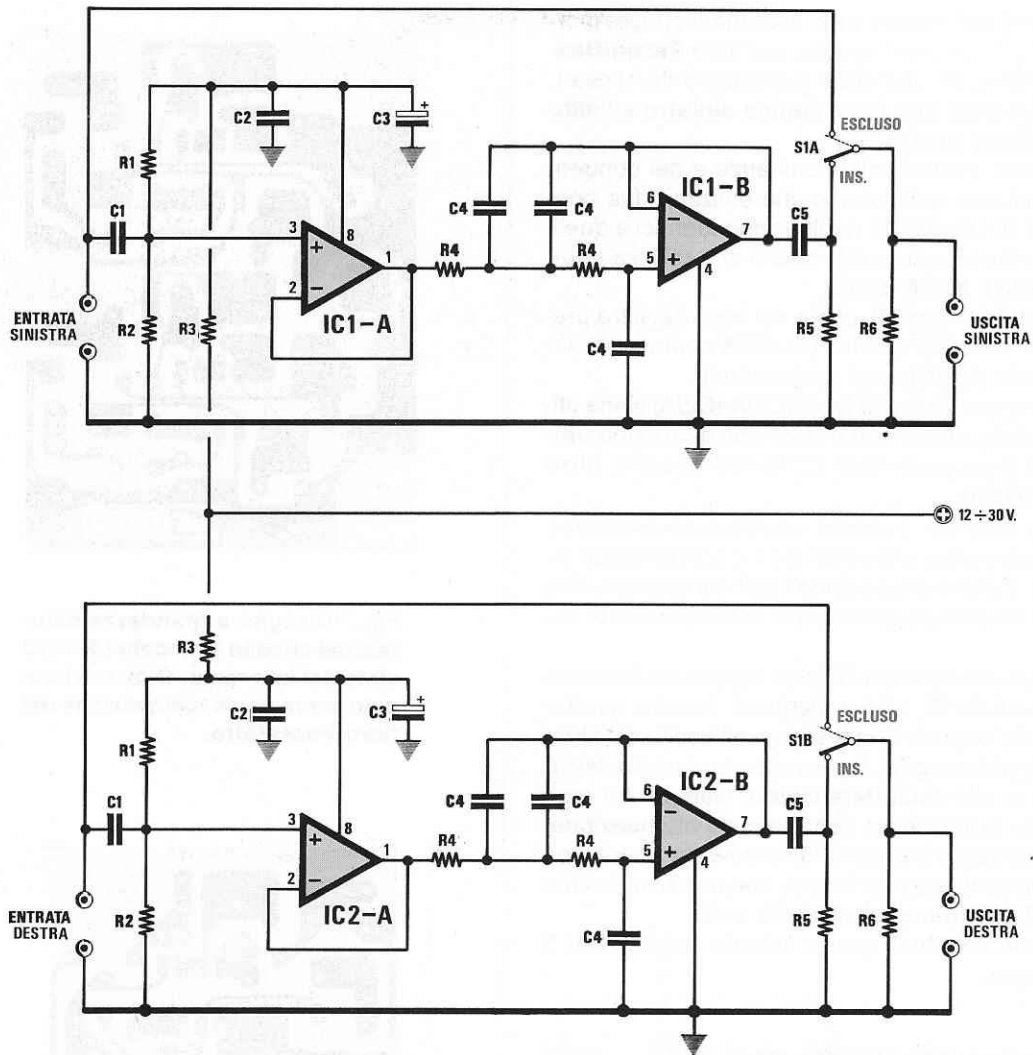 ESCLUSO
S1A
INS.
C2
C3
+
R1
C1
C4
C4
IC1-B
6
−
7
C5
5
+
4
3
+
8
1
2
−
R4
R4
IC1-A
ENTRATA
SINISTRA
R2
R3
C4
R5
R6
USCITA
SINISTRA
+ 12 ÷ 30 V.
R3
ESCLUSO
S1B
INS.
C2
C3
+
R1
C1
C4
C4
IC2-B
6
−
7
C5
5
+
4
3
+
8
1
2
−
R4
R4
IC2-A
ENTRATA
DESTRA
R2
C4
R5
R6
USCITA
DESTRA